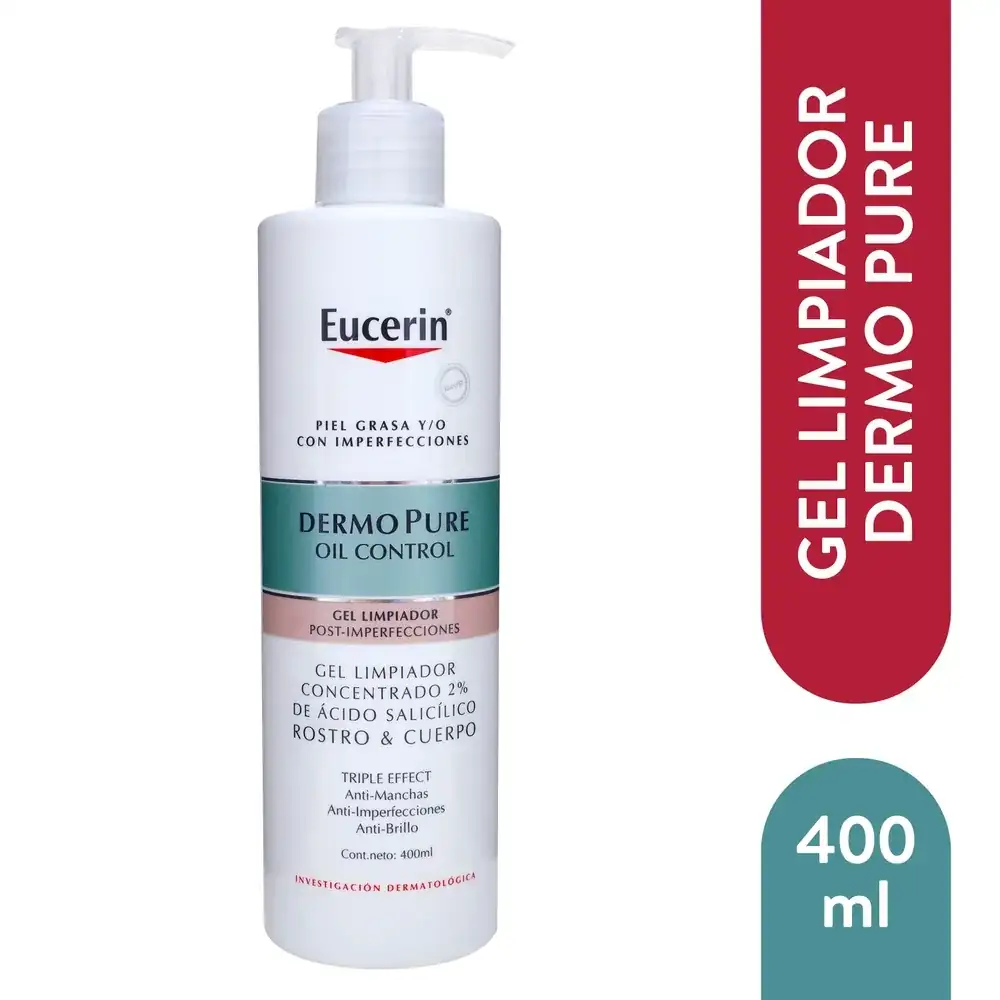 Eucerin®
PIEL GRASA Y/O
CON IMPERFECCIONES
DERMO PURE
OIL CONTROL
GEL LIMPIADOR
POST-IMPERFECCIONES
GEL LIMPIADOR
CONCENTRADO 2%
DE ÁCIDO SALICÍLICO
ROSTRO & CUERPO
TRIPLE EFFECT
Anti-Manchas
Anti-Imperfecciones
Anti-Brillo
Cont.neto: 400ml
INVESTIGACIÓN DERMATOLÓGICA
GEL LIMPIADOR
DERMO PURE
400
ml